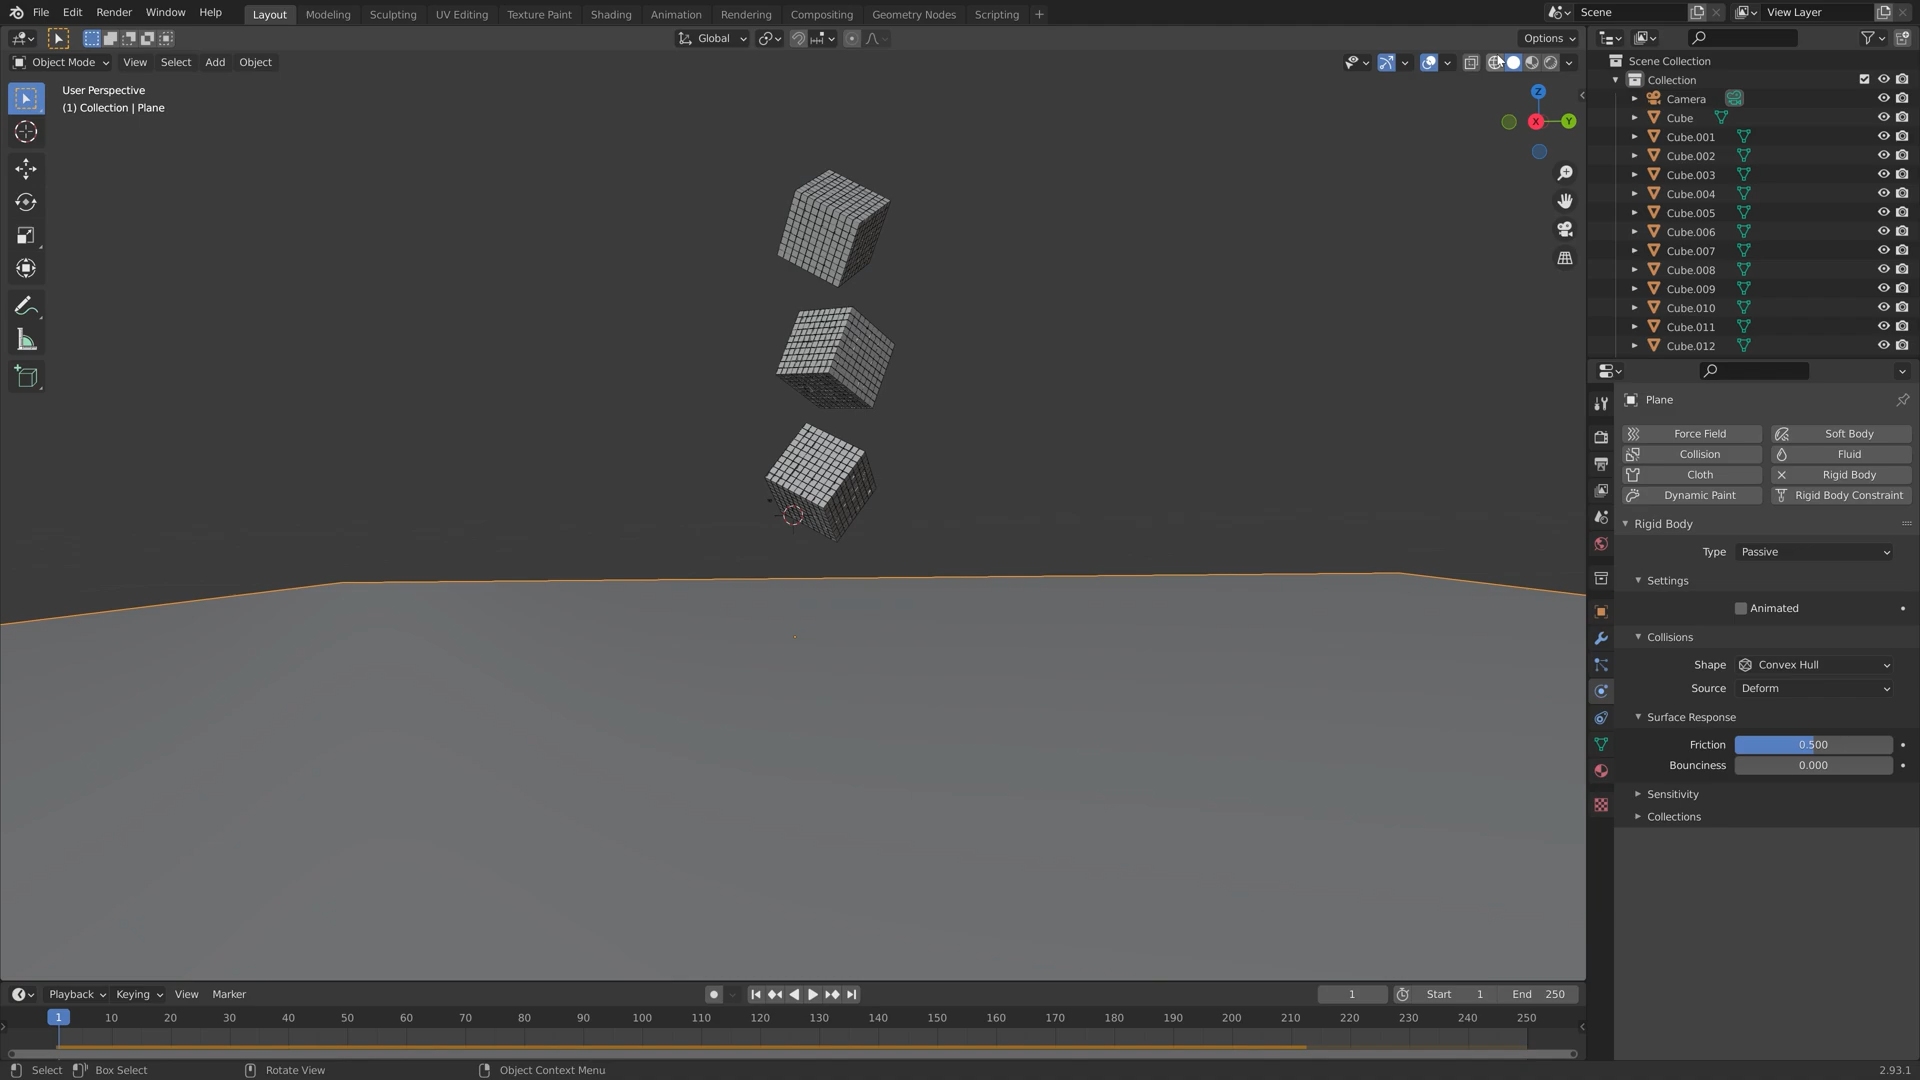 File Edit Render Window Help Layout Modeling Sculpting UV Editing Texture Paint Shading Animation Rendering Compositing Geometry Nodes Scripting + Scene View Layer
Global Options
Object Mode View Select Add Object
User Perspective
(1) Collection | Plane
Z
X
Y
Scene Collection
Collection
Camera
Cube
Cube.001
Cube.002
Cube.003
Cube.004
Cube.005
Cube.006
Cube.007
Cube.008
Cube.009
Cube.010
Cube.011
Cube.012
Plane
Force Field Soft Body
Collision Fluid
Cloth Rigid Body
Dynamic Paint Rigid Body Constraint
Rigid Body
Type Passive
Settings
Animated
Collisions
Shape Convex Hull
Source Deform
Surface Response
Friction 0.500
Bounciness 0.000
Sensitivity
Collections
Playback Keying View Marker 1 Start 1 End 250
1 10 20 30 40 50 60 70 80 90 100 110 120 130 140 150 160 170 180 190 200 210 220 230 240 250
Select Box Select Rotate View Object Context Menu 2.93.1